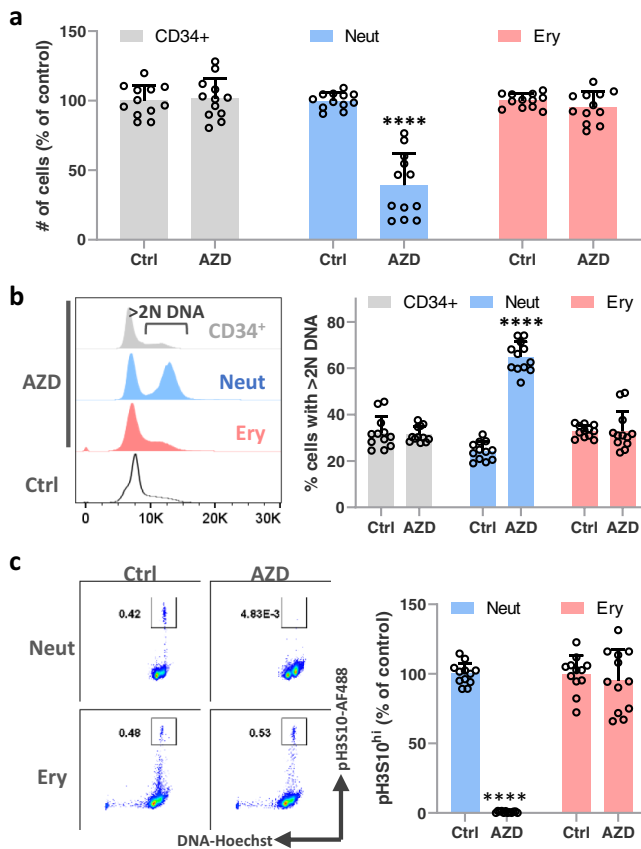 a
CD34+ Neut Ery
# of cells (% of control)
150
100
50
0
****
Ctrl AZD Ctrl AZD Ctrl AZD
b
>2N DNA
CD34+
AZD
Neut
Ery
Ctrl
0 10K 20K 30K
CD34+ Neut Ery
% cells with >2N DNA
80
60
40
20
0
****
Ctrl AZD Ctrl AZD Ctrl AZD
c
Ctrl AZD
Neut
0.42
4.83E-3
Ery
0.48
0.53
pH3S10-AF488
DNA-Hoechst
Neut Ery
pH3S10hi (% of control)
150
100
50
0
****
Ctrl AZD Ctrl AZD